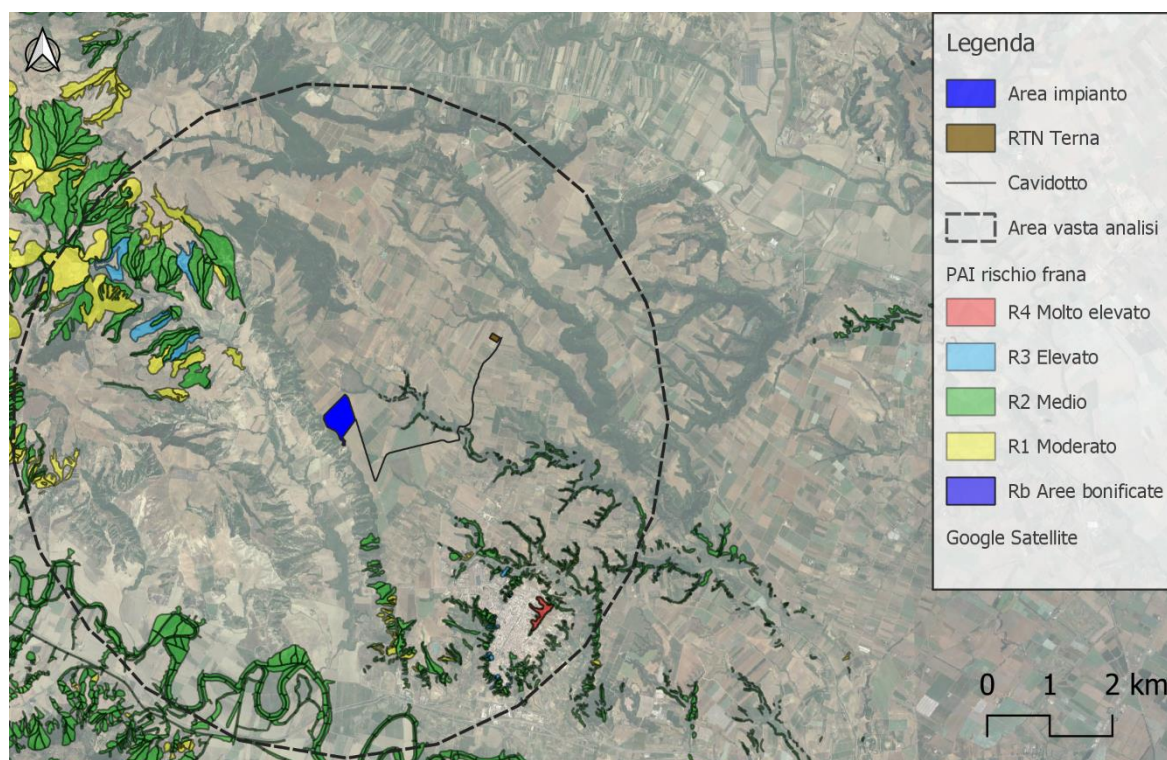 Legenda
Area impianto
RTN Terna
Cavidotto
Area vasta analisi
PAI rischio frana
R4 Molto elevato
R3 Elevato
R2 Medio
R1 Moderato
Rb Aree bonificate
Google Satellite
0 1 2 km